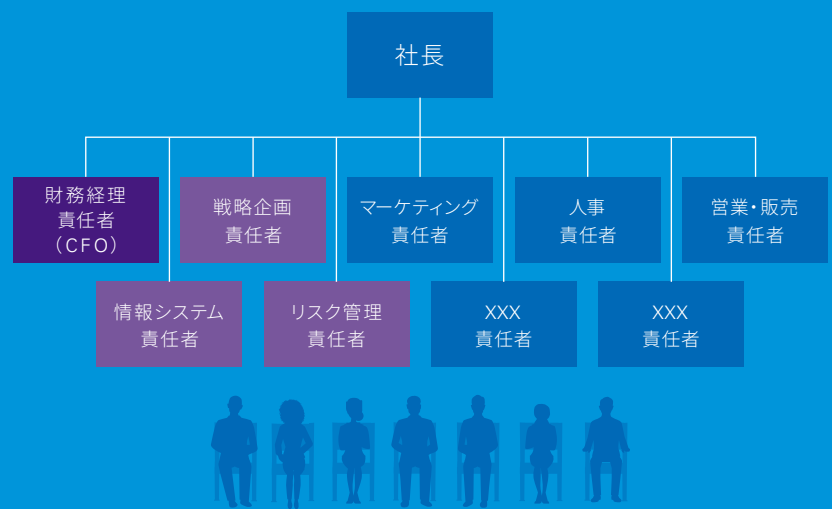 社長
財務経理
責任者
（CFO）
戦略企画
責任者
マーケティング
責任者
人事
責任者
営業・販売
責任者
情報システム
責任者
リスク管理
責任者
XXX
責任者
XXX
責任者